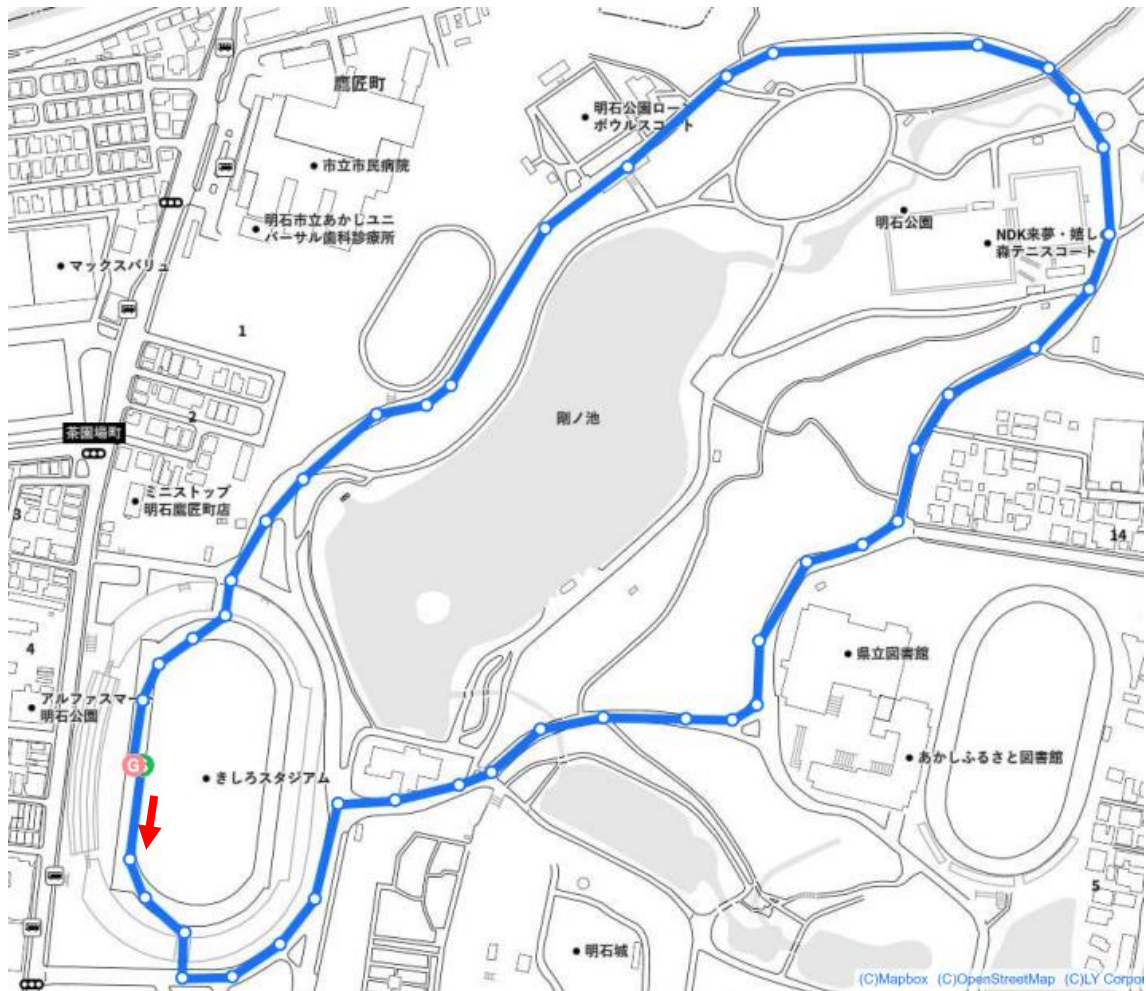 鷹匠町
明石公園ロー
ボウルスコート
市立市民病院
明石市立あかしユニ
バーサル歯科診療所
明石公園
NDK来夢・嬉し
森テニスコート
マックスバリュ
1
2
剛ノ池
茶園場町
ミニストップ
明石鷹匠町店
3
14
4
県立図書館
アルファスマー
明石公園
G
きしろスタジアム
あかしふるさと図書館
5
明石城
(C)Mapbox (C)OpenStreetMap (C)LY Corpor